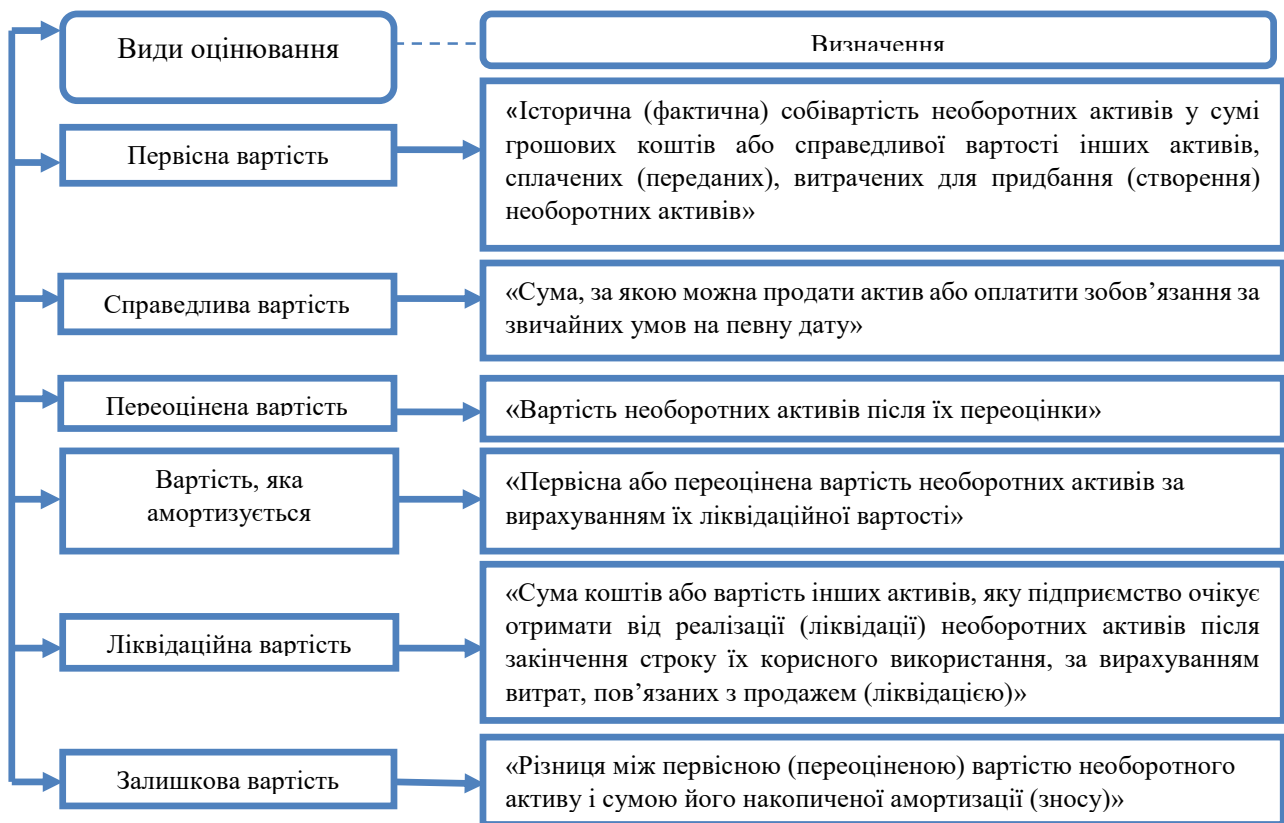 Види оцінювання
Визначення
Первісна вартість
«Історична (фактична) собівартість необоротних активів у сумі
грошових коштів або справедливої вартості інших активів,
сплачених (переданих), витрачених для придбання (створення)
необоротних активів»
Справедлива вартість
«Сума, за якою можна продати актив або оплатити зобов’язання за
звичайних умов на певну дату»
Переоцінена вартість
«Вартість необоротних активів після їх переоцінки»
Вартість, яка
амортизується
«Первісна або переоцінена вартість необоротних активів за
вирахуванням їх ліквідаційної вартості»
Ліквідаційна вартість
«Сума коштів або вартість інших активів, яку підприємство очікує
отримати від реалізації (ліквідації) необоротних активів після
закінчення строку їх корисного використання, за вирахуванням
витрат, пов’язаних з продажем (ліквідацією)»
Залишкова вартість
«Різниця між первісною (переоціненою) вартістю необоротного
активу і сумою його накопиченої амортизації (зносу)»